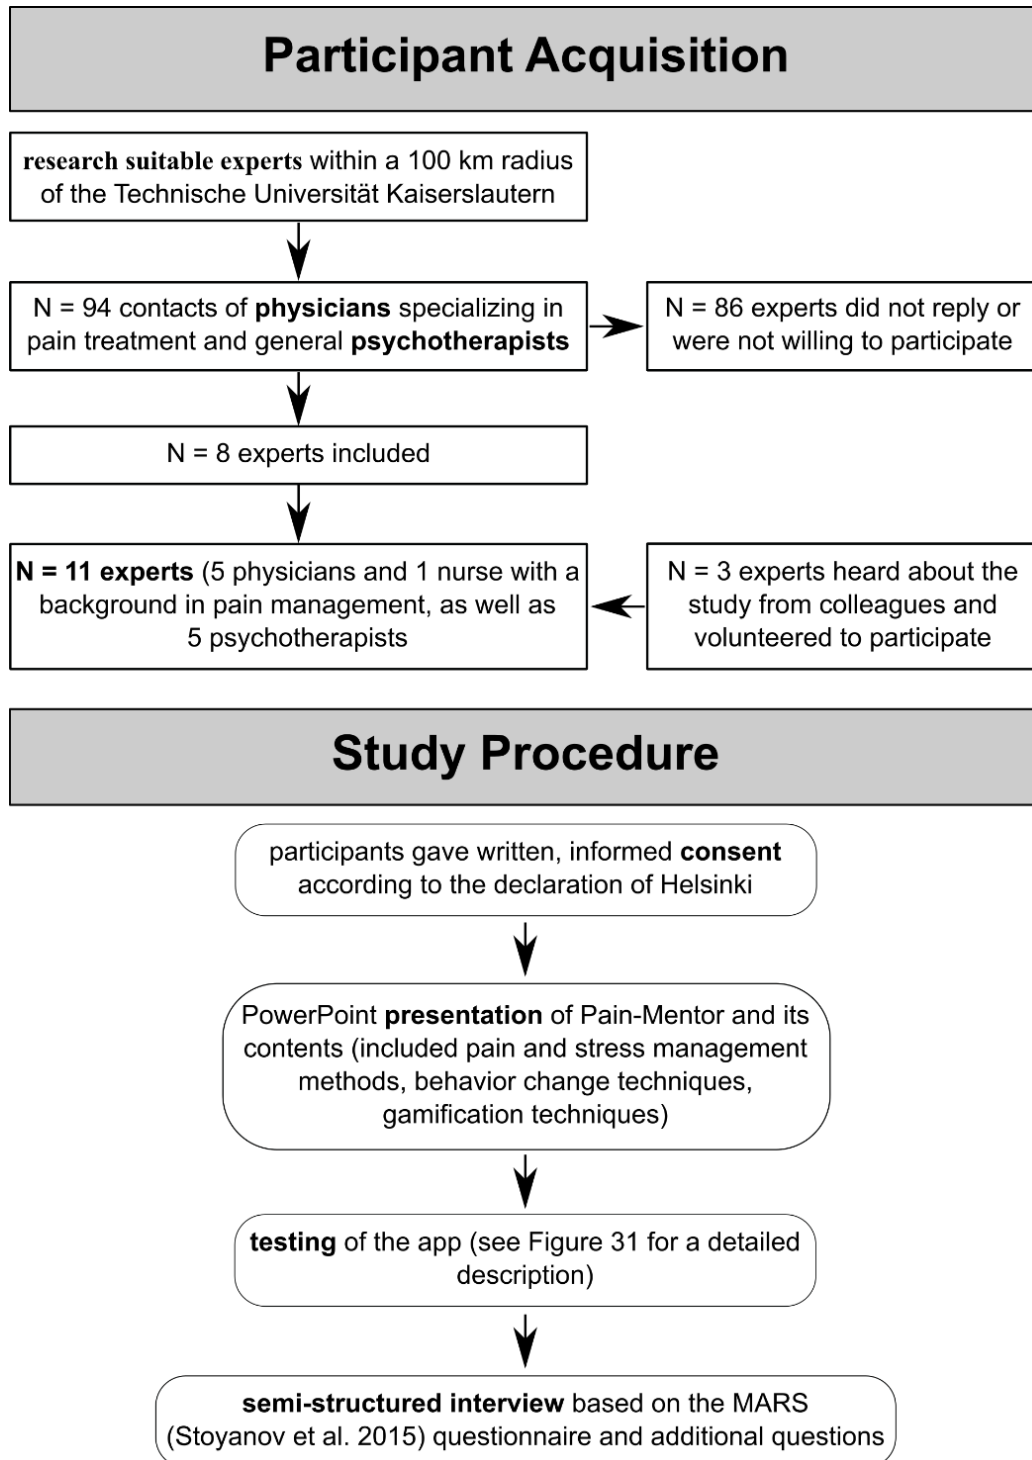 Participant Acquisition
research suitable experts within a 100 km radius
of the Technische Universität Kaiserslautern
N = 94 contacts of physicians specializing in
pain treatment and general psychotherapists
N = 86 experts did not reply or
were not willing to participate
N = 8 experts included
N = 11 experts (5 physicians and 1 nurse with a
background in pain management, as well as
5 psychotherapists
N = 3 experts heard about the
study from colleagues and
volunteered to participate
Study Procedure
participants gave written, informed consent
according to the declaration of Helsinki
PowerPoint presentation of Pain-Mentor and its
contents (included pain and stress management
methods, behavior change techniques,
gamification techniques)
testing of the app (see Figure 31 for a detailed
description)
semi-structured interview based on the MARS
(Stoyanov et al. 2015) questionnaire and additional questions